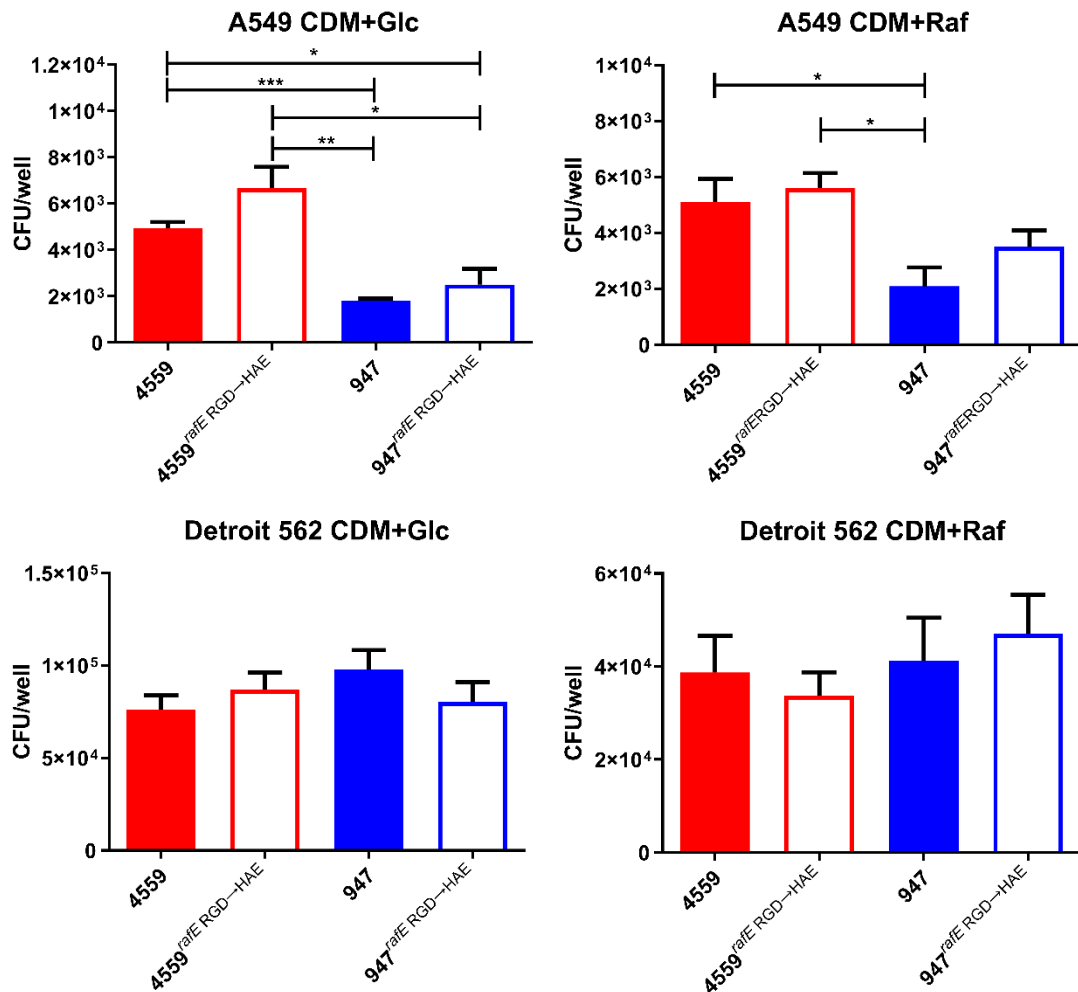 A549 CDM+Glc
CFU/well
1.2×10⁴
1×10⁴
8×10³
6×10³
4×10³
2×10³
0
*
***
*
**
4559
4559rafE RGD→HAE
947
947rafE RGD→HAE
A549 CDM+Raf
CFU/well
1×10⁴
8×10³
6×10³
4×10³
2×10³
0
*
*
4559
4559rafERGD→HAE
947
947rafERGD→HAE
Detroit 562 CDM+Glc
CFU/well
1.5×10⁵
1×10⁵
5×10⁴
0
4559
4559rafE RGD→HAE
947
947rafE RGD→HAE
Detroit 562 CDM+Raf
CFU/well
6×10⁴
4×10⁴
2×10⁴
0
4559
4559rafE RGD→HAE
947
947rafE RGD→HAE